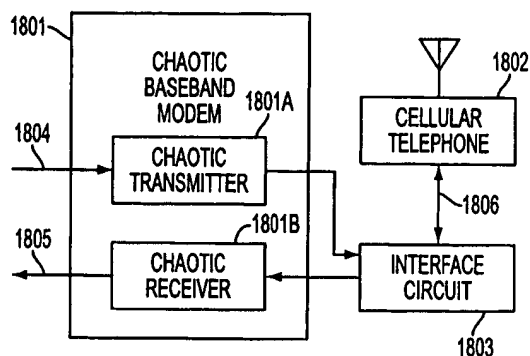 1801
CHAOTIC
BASEBAND
MODEM
1801A
1804
CHAOTIC
TRANSMITTER
1801B
1805
CHAOTIC
RECEIVER
1802
CELLULAR
TELEPHONE
1806
INTERFACE
CIRCUIT
1803